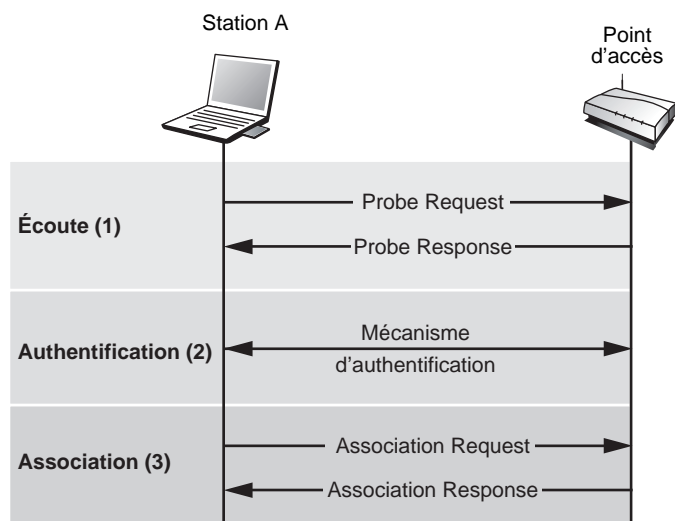 Station A
Point
d'accès
Écoute (1)
Probe Request
Probe Response
Authentification (2)
Mécanisme
d'authentification
Association (3)
Association Request
Association Response